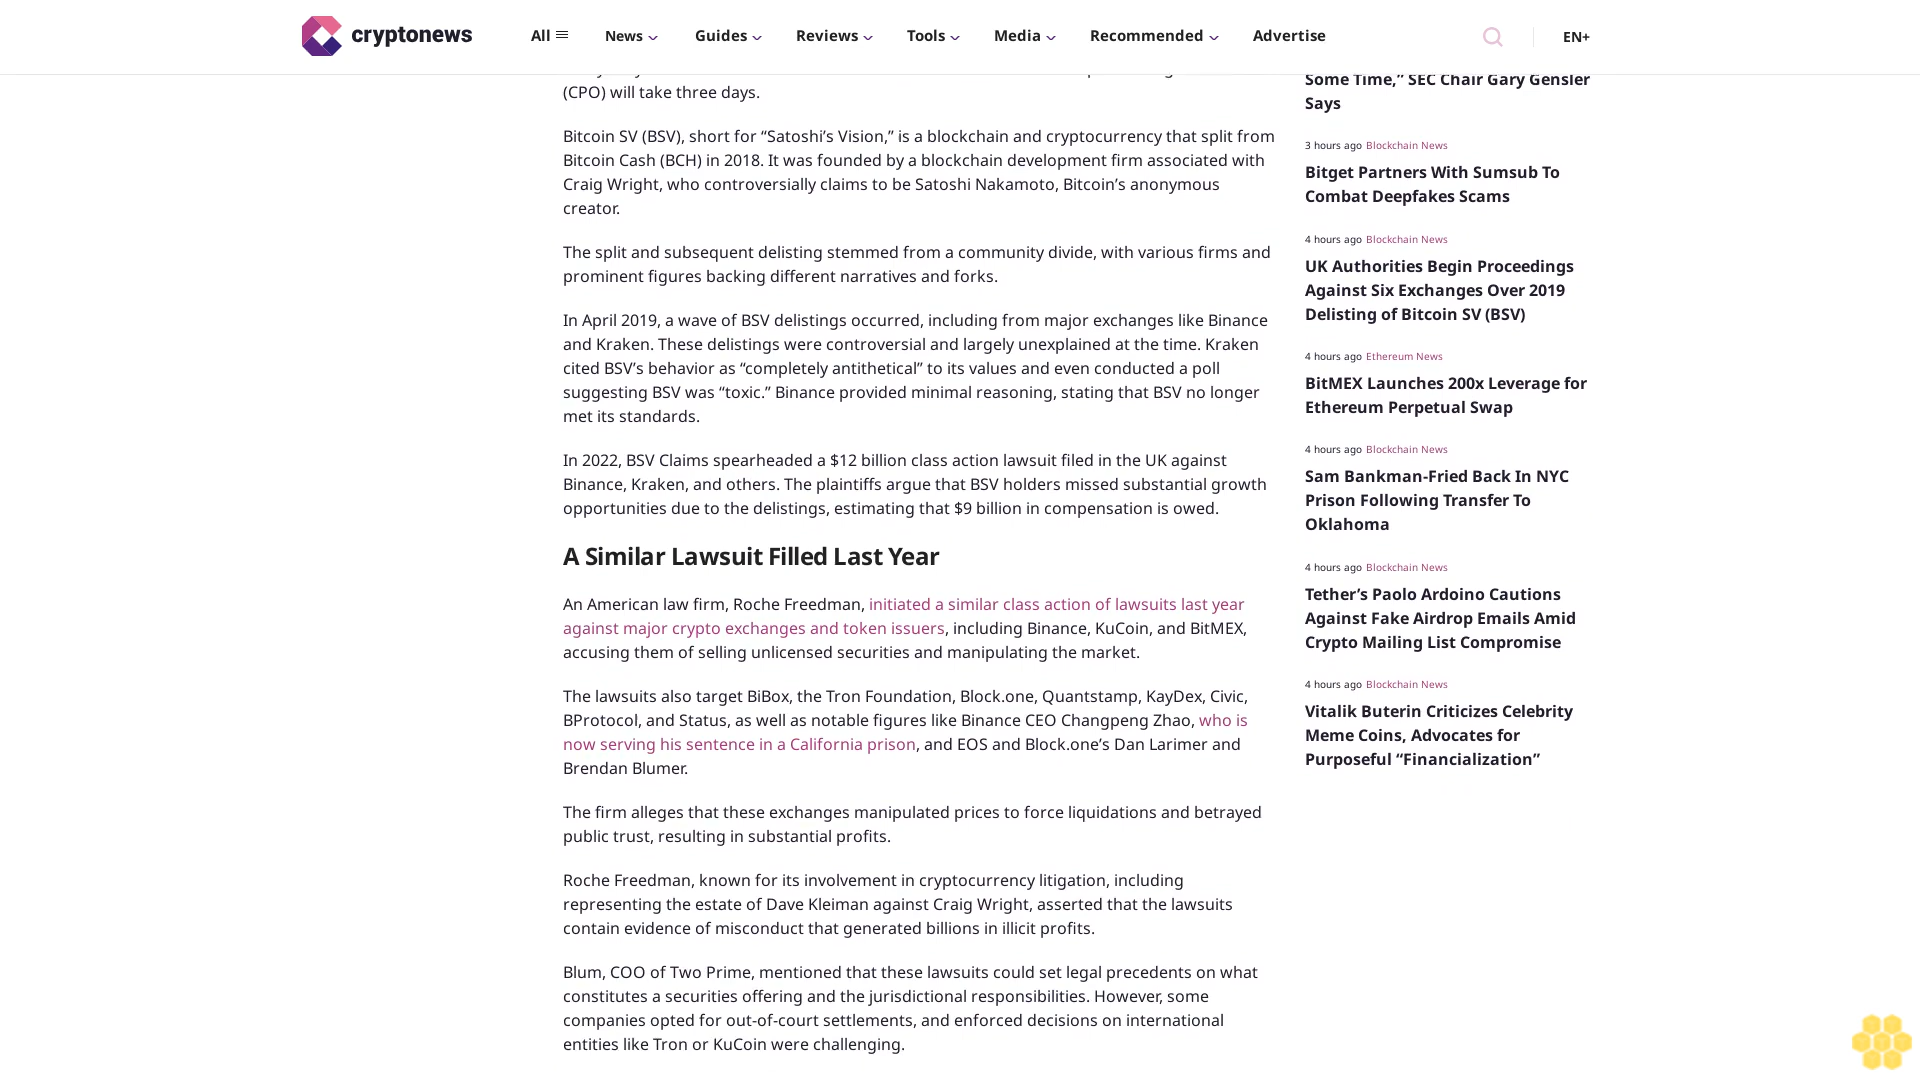 cryptonews
All
News
Guides
Reviews
Tools
Media
Recommended
Advertise
EN+
(CPO) will take three days.
Bitcoin SV (BSV), short for “Satoshi’s Vision,” is a blockchain and cryptocurrency that split from
Bitcoin Cash (BCH) in 2018. It was founded by a blockchain development firm associated with
Craig Wright, who controversially claims to be Satoshi Nakamoto, Bitcoin’s anonymous
creator.
The split and subsequent delisting stemmed from a community divide, with various firms and
prominent figures backing different narratives and forks.
In April 2019, a wave of BSV delistings occurred, including from major exchanges like Binance
and Kraken. These delistings were controversial and largely unexplained at the time. Kraken
cited BSV’s behavior as “completely antithetical” to its values and even conducted a poll
suggesting BSV was “toxic.” Binance provided minimal reasoning, stating that BSV no longer
met its standards.
In 2022, BSV Claims spearheaded a $12 billion class action lawsuit filed in the UK against
Binance, Kraken, and others. The plaintiffs argue that BSV holders missed substantial growth
opportunities due to the delistings, estimating that $9 billion in compensation is owed.
A Similar Lawsuit Filled Last Year
An American law firm, Roche Freedman, initiated a similar class action of lawsuits last year
against major crypto exchanges and token issuers, including Binance, KuCoin, and BitMEX,
accusing them of selling unlicensed securities and manipulating the market.
The lawsuits also target BiBox, the Tron Foundation, Block.one, Quantstamp, KayDex, Civic,
BProtocol, and Status, as well as notable figures like Binance CEO Changpeng Zhao, who is
now serving his sentence in a California prison, and EOS and Block.one’s Dan Larimer and
Brendan Blumer.
The firm alleges that these exchanges manipulated prices to force liquidations and betrayed
public trust, resulting in substantial profits.
Roche Freedman, known for its involvement in cryptocurrency litigation, including
representing the estate of Dave Kleiman against Craig Wright, asserted that the lawsuits
contain evidence of misconduct that generated billions in illicit profits.
Blum, COO of Two Prime, mentioned that these lawsuits could set legal precedents on what
constitutes a securities offering and the jurisdictional responsibilities. However, some
companies opted for out-of-court settlements, and enforced decisions on international
entities like Tron or KuCoin were challenging.
Some Time,” SEC Chair Gary Gensler
Says
3 hours ago Blockchain News
Bitget Partners With Sumsub To
Combat Deepfakes Scams
4 hours ago Blockchain News
UK Authorities Begin Proceedings
Against Six Exchanges Over 2019
Delisting of Bitcoin SV (BSV)
4 hours ago Ethereum News
BitMEX Launches 200x Leverage for
Ethereum Perpetual Swap
4 hours ago Blockchain News
Sam Bankman-Fried Back In NYC
Prison Following Transfer To
Oklahoma
4 hours ago Blockchain News
Tether’s Paolo Ardoino Cautions
Against Fake Airdrop Emails Amid
Crypto Mailing List Compromise
4 hours ago Blockchain News
Vitalik Buterin Criticizes Celebrity
Meme Coins, Advocates for
Purposeful “Financialization”